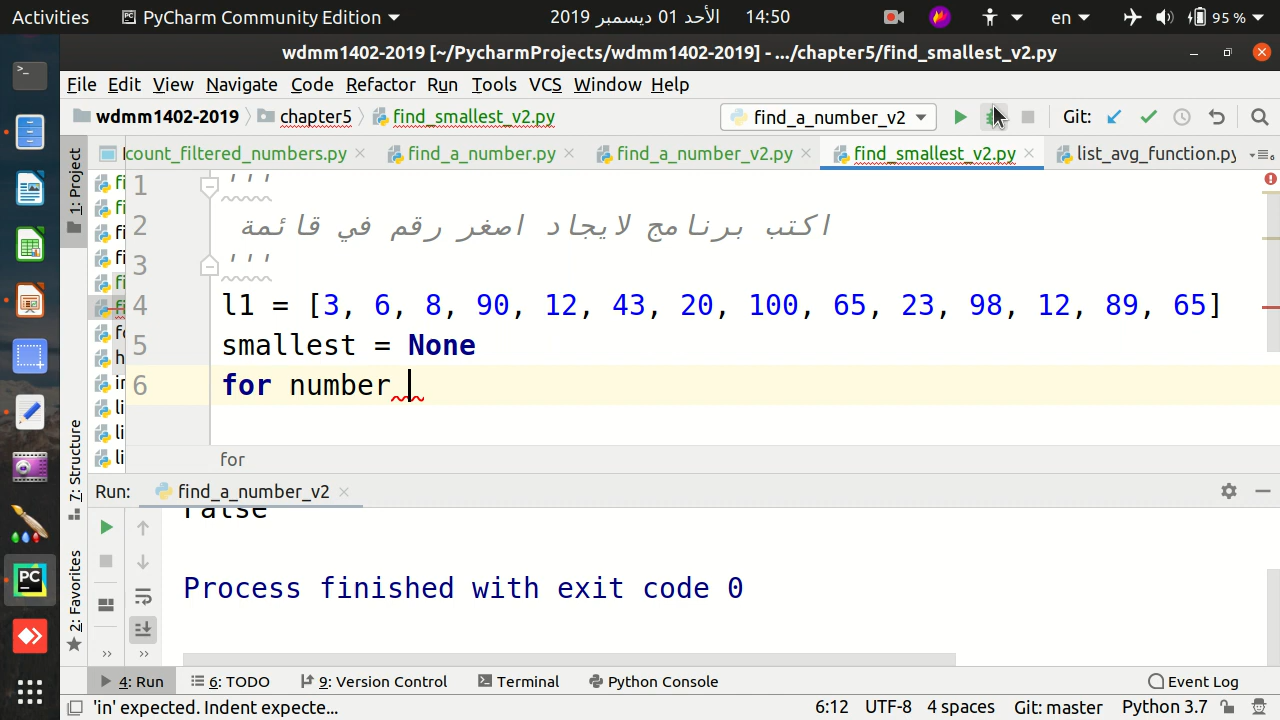 Activities PyCharm Community Edition الأحد 01 ديسمبر 2019 14:50 en 95 %
wdmm1402-2019 [~/PycharmProjects/wdmm1402-2019] - .../chapter5/find_smallest_v2.py
File Edit View Navigate Code Refactor Run Tools VCS Window Help
wdmm1402-2019 chapter5 find_smallest_v2.py find_a_number_v2 Git:
count_filtered_numbers.py find_a_number.py find_a_number_v2.py find_smallest_v2.py list_avg_function.py
1: Project
7: Structure
2: Favorites
1 '''
2 اكتب برنامج لايجاد اصغر رقم في قائمة
3 '''
4 l1 = [3, 6, 8, 90, 12, 43, 20, 100, 65, 23, 98, 12, 89, 65]
5 smallest = None
6 for number
for
Run: find_a_number_v2
False
Process finished with exit code 0
4: Run 6: TODO 9: Version Control Terminal Python Console Event Log
'in' expected. Indent expecte... 6:12 UTF-8 4 spaces Git: master Python 3.7